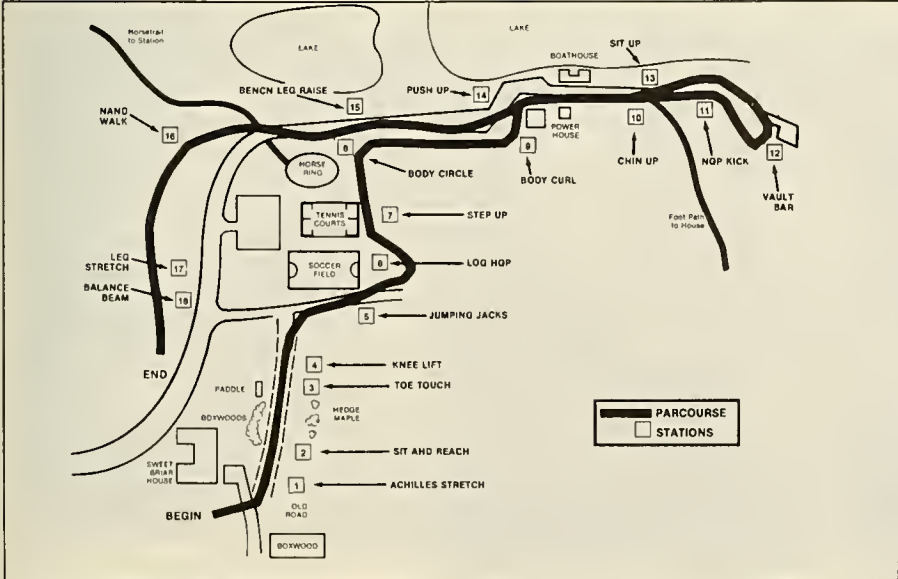 Horsetrail
to Station
LAKE
LAKE
BOATHOUSE
SIT UP
13
BENCH LEG RAISE
15
PUSH UP
14
HAND
WALK
16
HORSE
RING
8
BODY CIRCLE
POWER
HOUSE
9
BODY CURL
10
CHIN UP
11
HOP KICK
12
VAULT
BAR
TENNIS
COURTS
7
STEP UP
Foot Path
to House
SOCCER
FIELD
6
LOG HOP
LEG
STRETCH
17
BALANCE
BEAM
18
5
JUMPING JACKS
END
4
KNEE LIFT
PADDLE
3
TOE TOUCH
BOXWOODS
HEDGE
MAPLE
PARCOURSE
STATIONS
SWEET
BRIAR
HOUSE
2
SIT AND REACH
1
ACHILLES STRETCH
BEGIN
OLD
ROAD
BOXWOOD